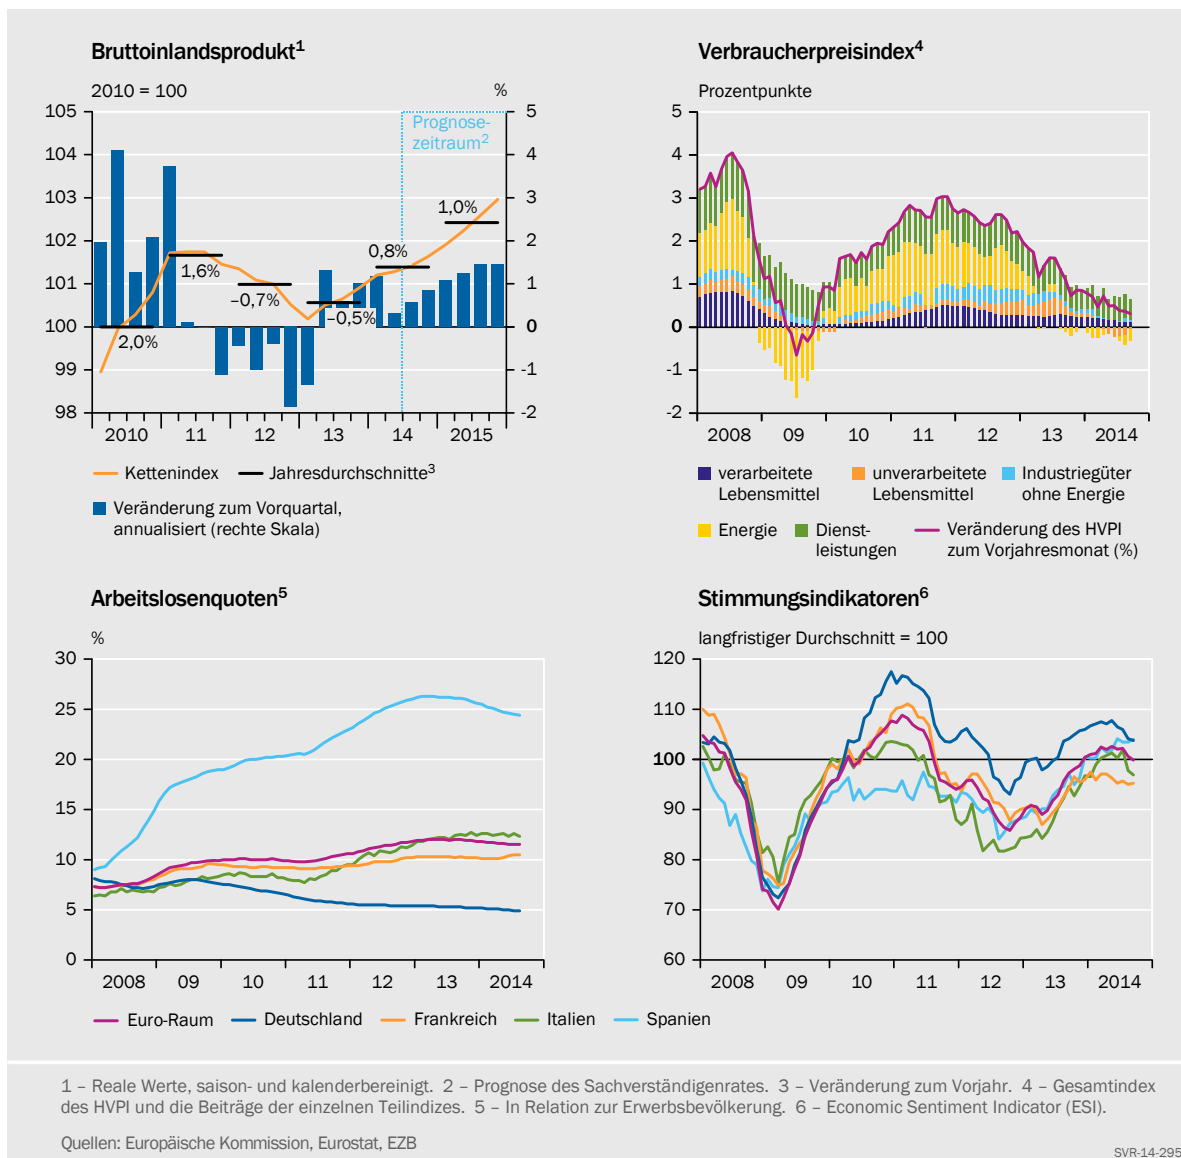 Bruttoinlandsprodukt1
2010 = 100
%
105
104
103
102
101
100
99
98
5
4
3
2
1
0
-1
-2
Prognose-
zeitraum2
2,0%
1,6%
–0,7%
–0,5%
0,8%
1,0%
2010 11 12 13 14 2015
Kettenindex Jahresdurchschnitte3
Veränderung zum Vorquartal,
annualisiert (rechte Skala)
Verbraucherpreisindex4
Prozentpunkte
5
4
3
2
1
0
-1
-2
2008 09 10 11 12 13 2014
verarbeitete
Lebensmittel
unverarbeitete
Lebensmittel
Industriegüter
ohne Energie
Energie
Dienst-
leistungen
Veränderung des HVPI
zum Vorjahresmonat (%)
Arbeitslosenquoten5
%
30
25
20
15
10
5
0
2008 09 10 11 12 13 2014
Stimmungsindikatoren6
langfristiger Durchschnitt = 100
120
110
100
90
80
70
60
2008 09 10 11 12 13 2014
Euro-Raum Deutschland Frankreich Italien Spanien
1 – Reale Werte, saison- und kalenderbereinigt. 2 – Prognose des Sachverständigenrates. 3 – Veränderung zum Vorjahr. 4 – Gesamtindex
des HVPI und die Beiträge der einzelnen Teilindizes. 5 – In Relation zur Erwerbsbevölkerung. 6 – Economic Sentiment Indicator (ESI).
Quellen: Europäische Kommission, Eurostat, EZB
SVR-14-295